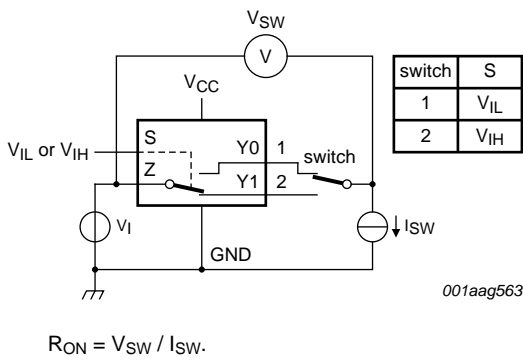 VSW
V
switch S
1 VIL
2 VIH
VCC
S
VIL or VIH
Z
Y0 1
Y1 2
switch
VI
ISW
GND
001aag563
RON = VSW / ISW.